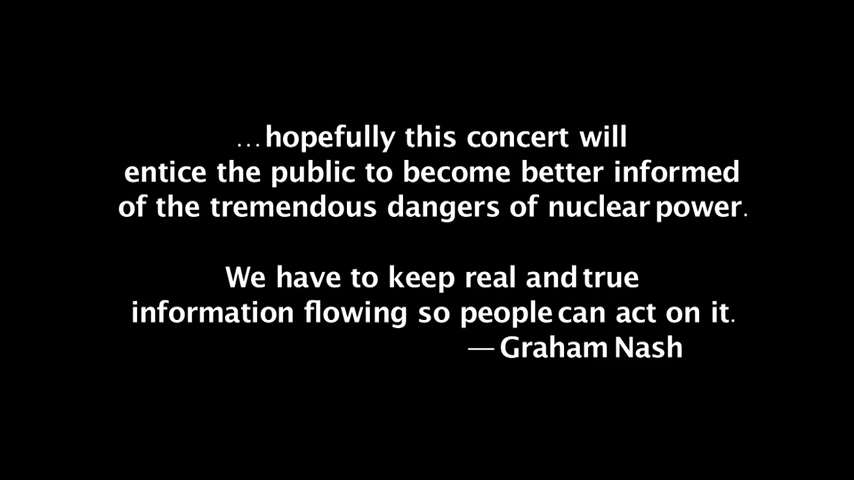 …hopefully this concert will
entice the public to become better informed
of the tremendous dangers of nuclear power.
We have to keep real and true
information flowing so people can act on it.
— Graham Nash